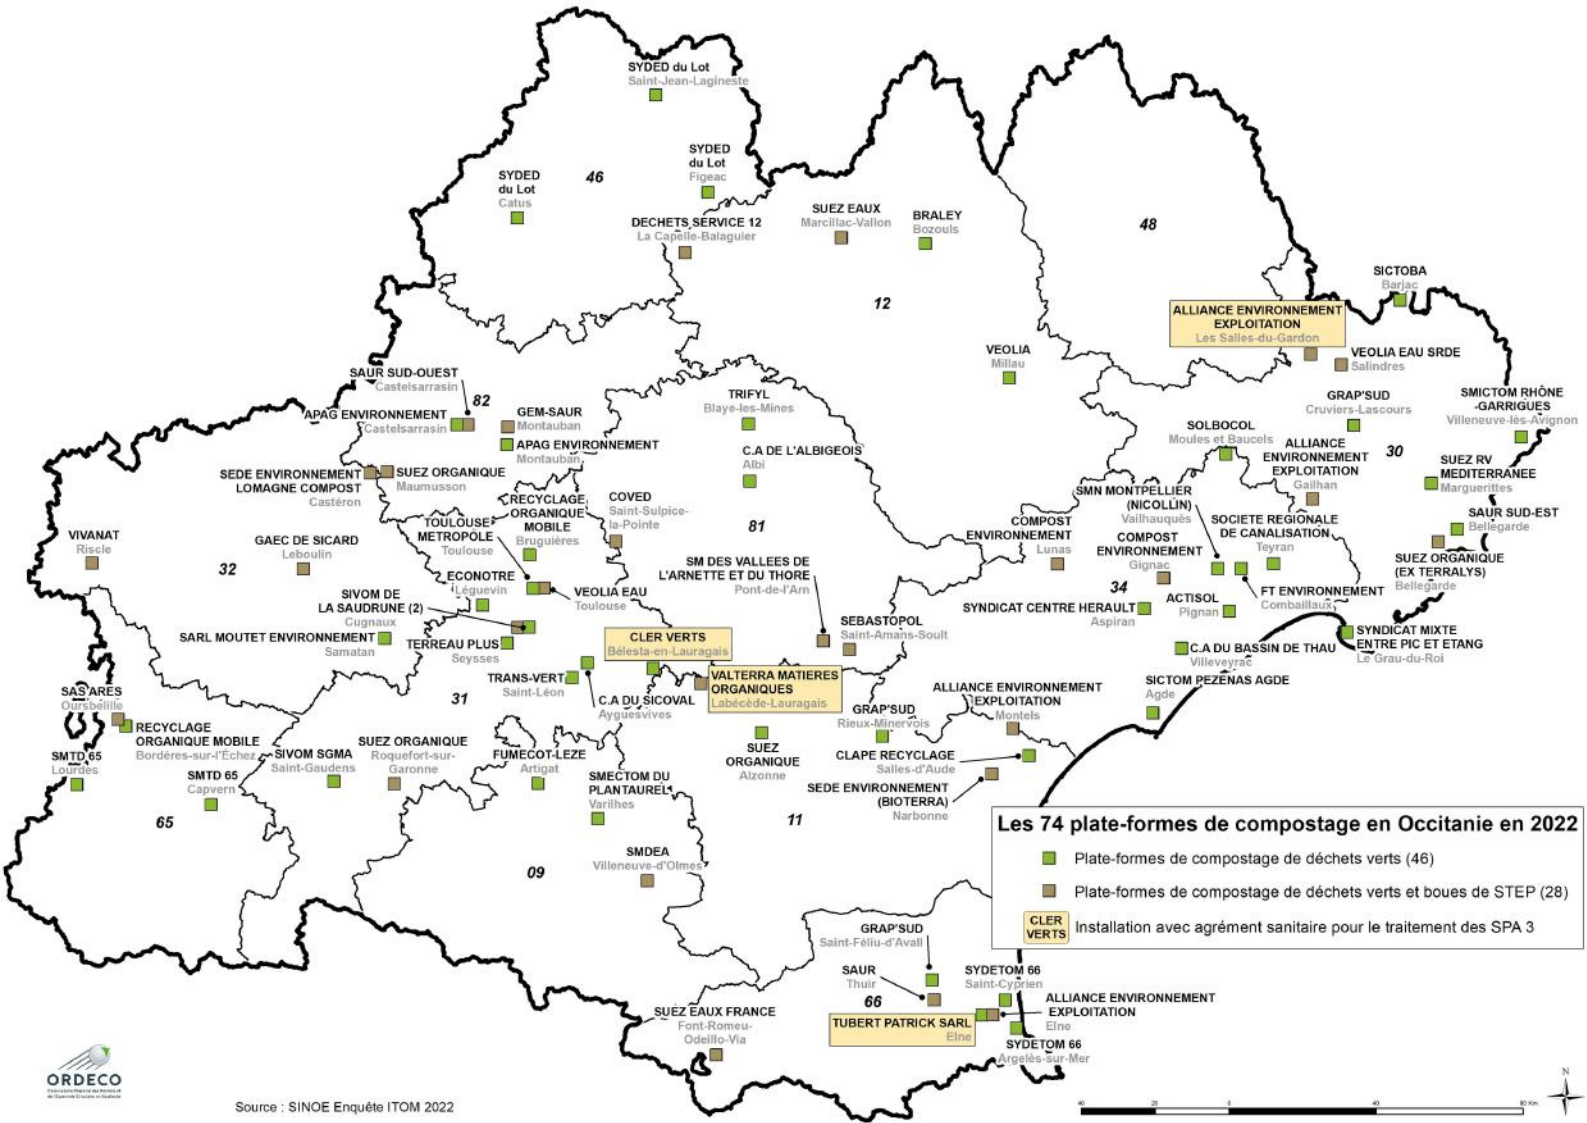 SYDED du Lot
Saint-Jean-Lagineste
SYDED
du Lot
Figeac
SYDED
du Lot
Catus
46
DECHETS SERVICE 12
La Capelle-Balaguier
SUEZ EAUX
Marcillac-Vallon
BRALEY
Bozouls
48
12
SICTOBA
Barjac
ALLIANCE ENVIRONNEMENT
EXPLOITATION
Les Salles-du-Gardon
VEOLIA EAU SRDE
Salindres
VEOLIA
Millau
SAUR SUD-OUEST
Castelsarrasin
82
APAG ENVIRONNEMENT
Castelsarrasin
GEM-SAUR
Montauban
APAG ENVIRONNEMENT
Montauban
TRIFYL
Blaye-les-Mines
C.A DE L'ALBIGEOIS
Albi
GRAP'SUD
Cruviers-Lascours
SMICTOM RHÔNE
-GARRIGUES
Villeneuve-lès-Avignon
SOLBOCOL
Moules et Baucels
ALLIANCE
ENVIRONNEMENT
EXPLOITATION
Gailhan
30
SUEZ RV
MEDITERRANEE
Marguerittes
SEDE ENVIRONNEMENT
LOMAGNE COMPOST
Castéron
SUEZ ORGANIQUE
Maumusson
RECYCLAGE
ORGANIQUE
MOBILE
Bruguières
COVED
Saint-Sulpice-
la-Pointe
81
SMN MONTPELLIER
(NICOLLIN)
Vailhauquès
SOCIETE REGIONALE
DE CANALISATION
Teyran
SAUR SUD-EST
Bellegarde
SUEZ ORGANIQUE
(EX TERRALYS)
Bellegarde
VIVANAT
Riscle
GAEC DE SICARD
Leboulin
32
TOULOUSE
METROPOLE
Toulouse
ECONOTRE
Léguevin
VEOLIA EAU
Toulouse
SM DES VALLEES DE
L'ARNETTE ET DU THORE
Pont-de-l'Arn
COMPOST
ENVIRONNEMENT
Lunas
COMPOST
ENVIRONNEMENT
Gignac
34
FT ENVIRONNEMENT
Combaillaux
ACTISOL
Pignan
SYNDICAT CENTRE HERAULT
Aspiran
SIVOM DE
LA SAUDRUNE (2)
Cugnaux
SARL MOUTET ENVIRONNEMENT
Samatan
TERREAU PLUS
Seysses
CLER VERTS
Bélesta-en-Lauragais
SEBASTOPOL
Saint-Amans-Soult
SYNDICAT MIXTE
ENTRE PIC ET ETANG
Le Grau-du-Roi
C.A DU BASSIN DE THAU
Villeveyrac
SICTOM PEZENAS AGDE
Agde
TRANS-VERT
Saint-Léon
C.A DU SICOVAL
Ayguesvives
VALTERRA MATIERES
ORGANIQUES
Labécède-Lauragais
31
SAS ARES
Oursbelille
RECYCLAGE
ORGANIQUE MOBILE
Bordères-sur-l'Échez
SMTD 65
Lourdes
SMTD 65
Capvern
65
SIVOM SGMA
Saint-Gaudens
SUEZ ORGANIQUE
Roquefort-sur-
Garonne
FUMECOT-LEZE
Artigat
SMECTOM DU
PLANTAUREL
Varilhes
SUEZ
ORGANIQUE
Alzonne
GRAP'SUD
Rieux-Minervois
ALLIANCE ENVIRONNEMENT
EXPLOITATION
Montels
CLAPE RECYCLAGE
Salles-d'Aude
SEDE ENVIRONNEMENT
(BIOTERRA)
Narbonne
11
SMDEA
Villeneuve-d'Olmes
09
Les 74 plate-formes de compostage en Occitanie en 2022
Plate-formes de compostage de déchets verts (46)
Plate-formes de compostage de déchets verts et boues de STEP (28)
CLER
VERTS
Installation avec agrément sanitaire pour le traitement des SPA 3
GRAP'SUD
Saint-Féliu-d'Avall
SAUR
Thuir
66
SYDETOM 66
Saint-Cyprien
ALLIANCE ENVIRONNEMENT
EXPLOITATION
Elne
TUBERT PATRICK SARL
Elne
SYDETOM 66
Argelès-sur-Mer
SUEZ EAUX FRANCE
Font-Romeu-
Odeillo-Via
ORDECO
Source : SINOE Enquête ITOM 2022
N
40 20 0 40 80 Km